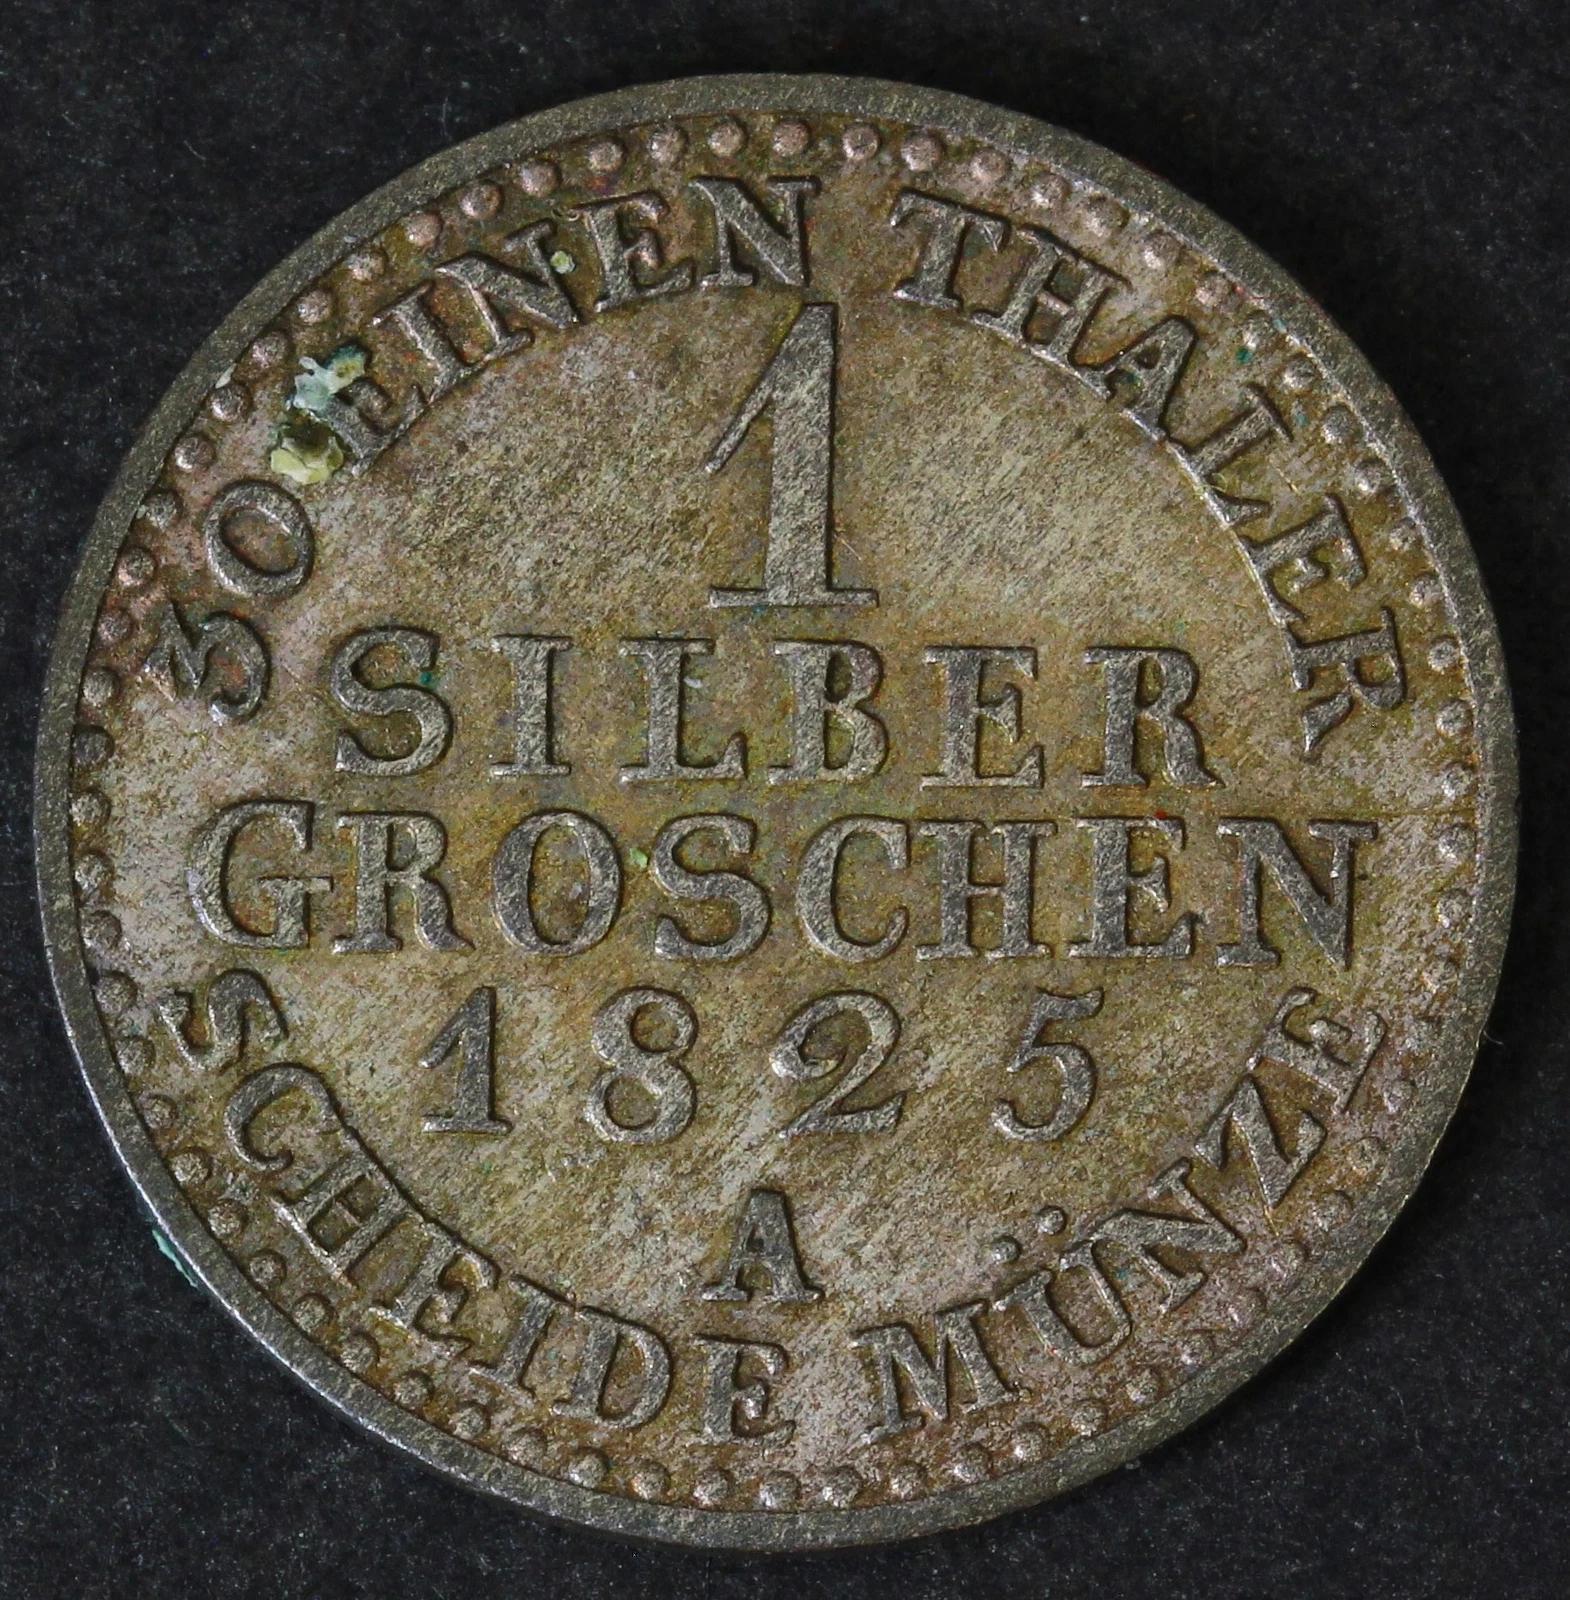 30 EINEN THALER
1
SILBER
GROSCHEN
1825
A
SCHEIDE MÜNZE